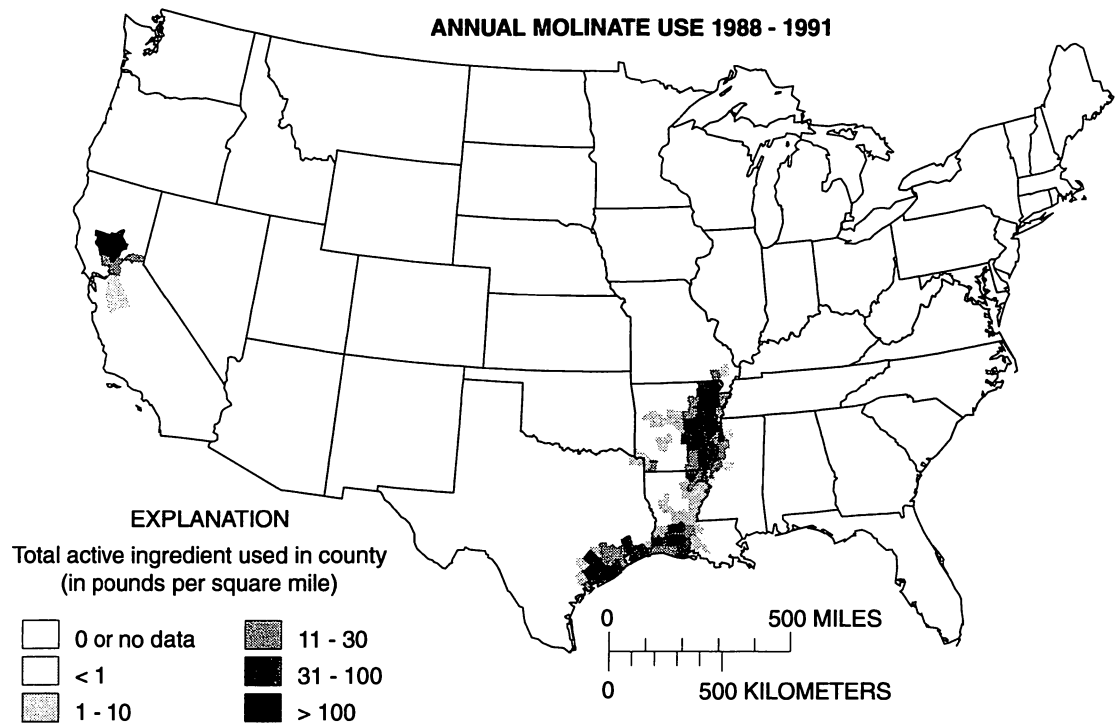 ANNUAL MOLINATE USE 1988 - 1991
EXPLANATION
Total active ingredient used in county
(in pounds per square mile)
0 or no data
< 1
1 - 10
11 - 30
31 - 100
> 100
0 500 MILES
0 500 KILOMETERS